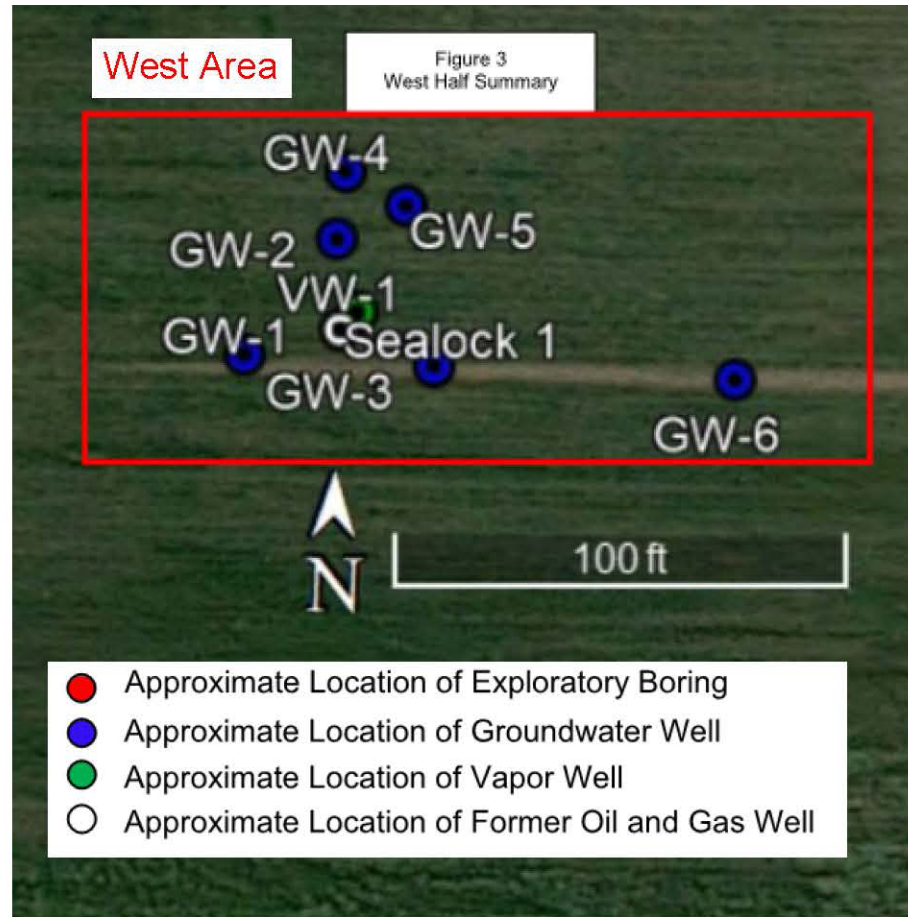 West Area
Figure 3
West Half Summary
GW-4
GW-5
GW-2
VW-1
GW-1
Sealock 1
GW-3
GW-6
N
100 ft
Approximate Location of Exploratory Boring
Approximate Location of Groundwater Well
Approximate Location of Vapor Well
Approximate Location of Former Oil and Gas Well